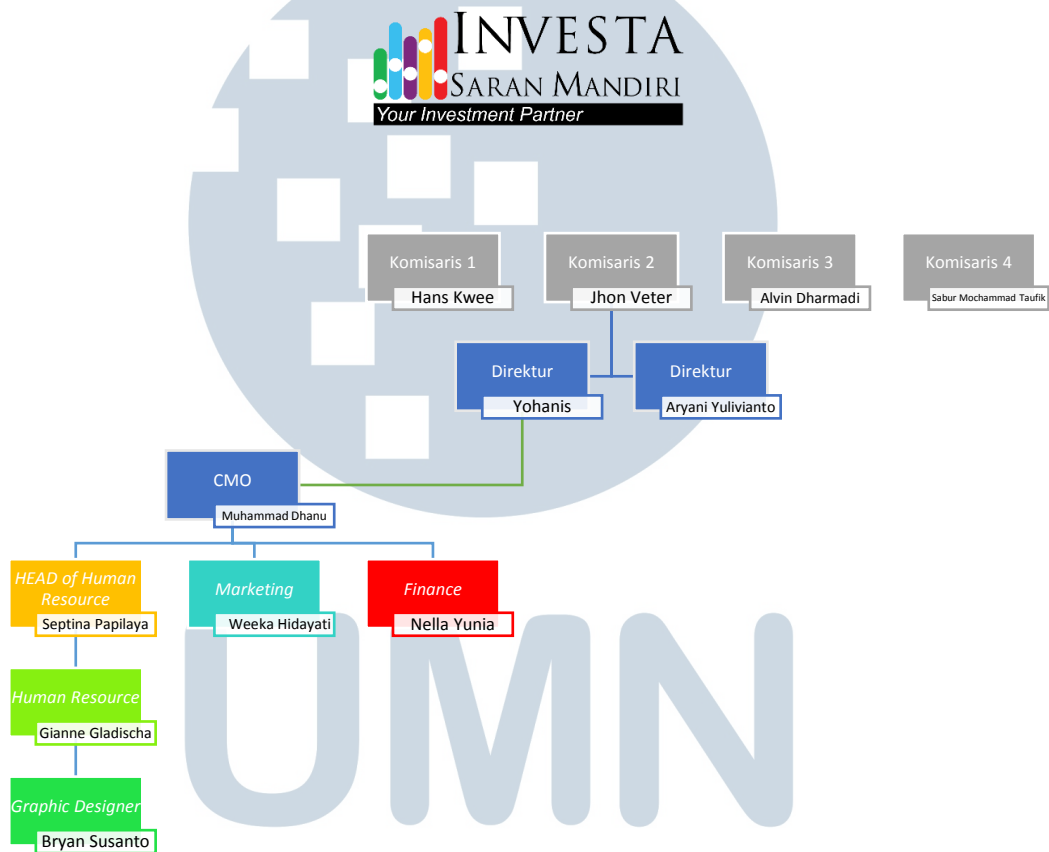 INVESTA
SARAN MANDIRI
Your Investment Partner
Komisaris 1
Hans Kwee
Komisaris 2
Jhon Veter
Komisaris 3
Alvin Dharmadi
Komisaris 4
Sabur Mochammad Taufik
Direktur
Yohanis
Direktur
Aryani Yulivianto
CMO
Muhammad Dhanu
HEAD of Human
Resource
Septina Papilaya
Marketing
Weeka Hidayati
Finance
Nella Yunia
Human Resource
Gianne Gladischa
Graphic Designer
Bryan Susanto
UMN